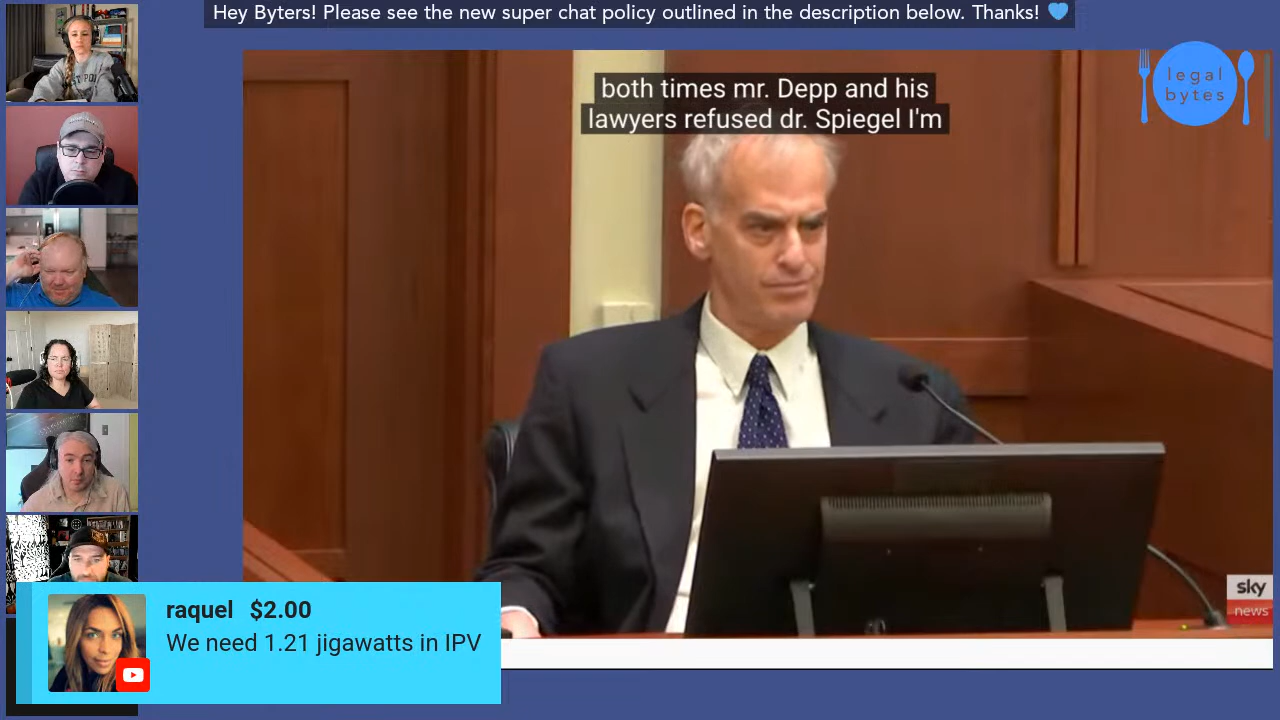 Hey Byters! Please see the new super chat policy outlined in the description below. Thanks! 💙
legal
bytes
both times mr. Depp and his
lawyers refused dr. Spiegel I'm
sky
news
raquel $2.00
We need 1.21 jigawatts in IPV